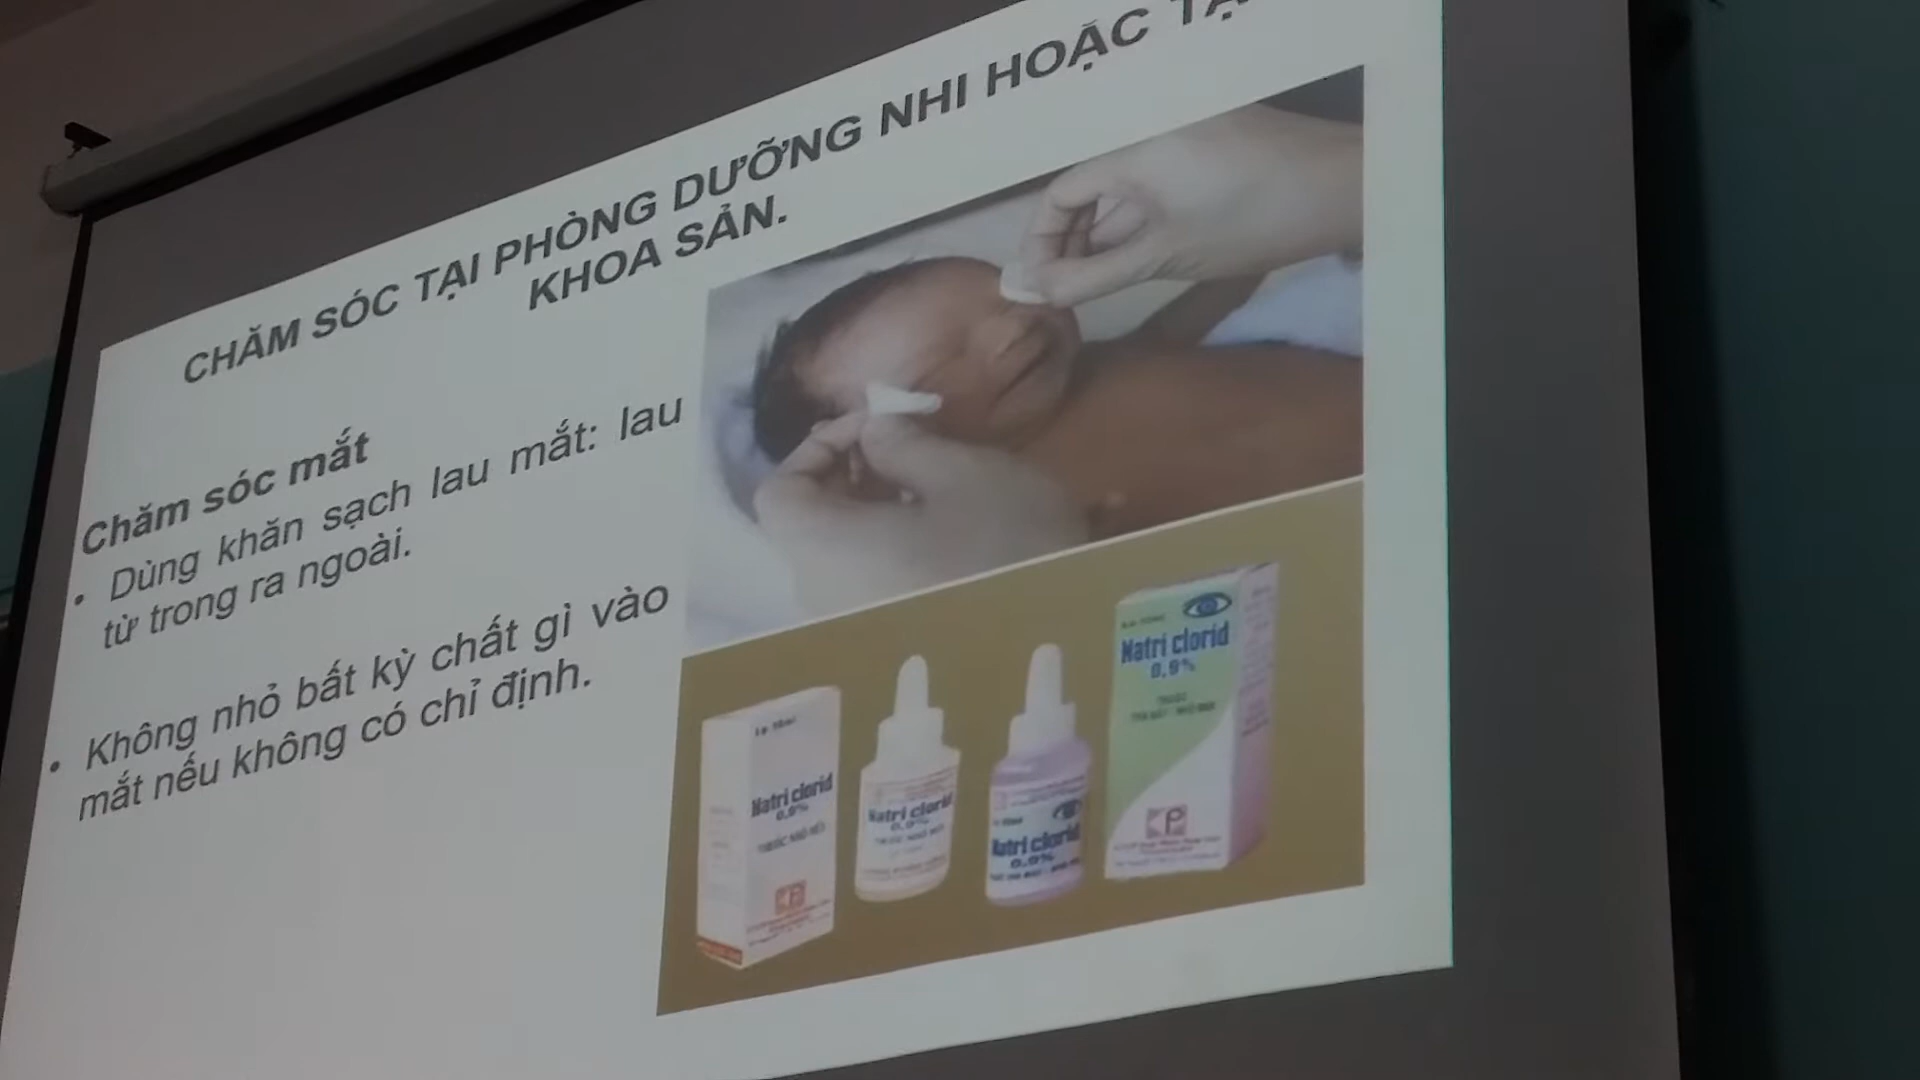 CHĂM SÓC TẠI PHÒNG DƯỠNG NHI HOẶC
KHOA SẢN.
Chăm sóc mắt
• Dùng khăn sạch lau mắt: lau
từ trong ra ngoài.
• Không nhỏ bất kỳ chất gì vào
mắt nếu không có chỉ định.
Natri clorid
0,9%
KP
Natri clorid
0,9%
Natri clorid
0,9%
Natri clorid
0,9%
KP